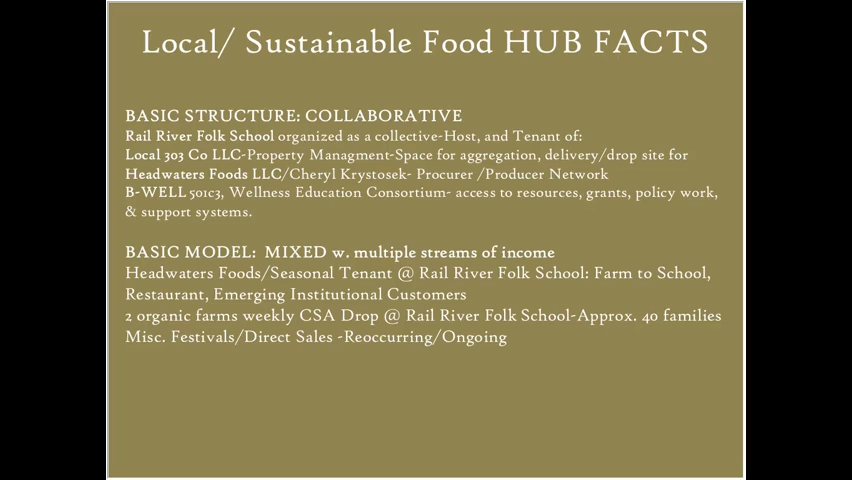 Local/ Sustainable Food HUB FACTS
BASIC STRUCTURE: COLLABORATIVE
Rail River Folk School organized as a collective-Host, and Tenant of:
Local 303 Co LLC-Property Managment-Space for aggregation, delivery/drop site for
Headwaters Foods LLC/Cheryl Krystosek- Procurer /Producer Network
B-WELL 501c3, Wellness Education Consortium- access to resources, grants, policy work,
& support systems.
BASIC MODEL:  MIXED w. multiple streams of income
Headwaters Foods/Seasonal Tenant @ Rail River Folk School: Farm to School,
Restaurant, Emerging Institutional Customers
2 organic farms weekly CSA Drop @ Rail River Folk School-Approx. 40 families
Misc. Festivals/Direct Sales -Reoccurring/Ongoing